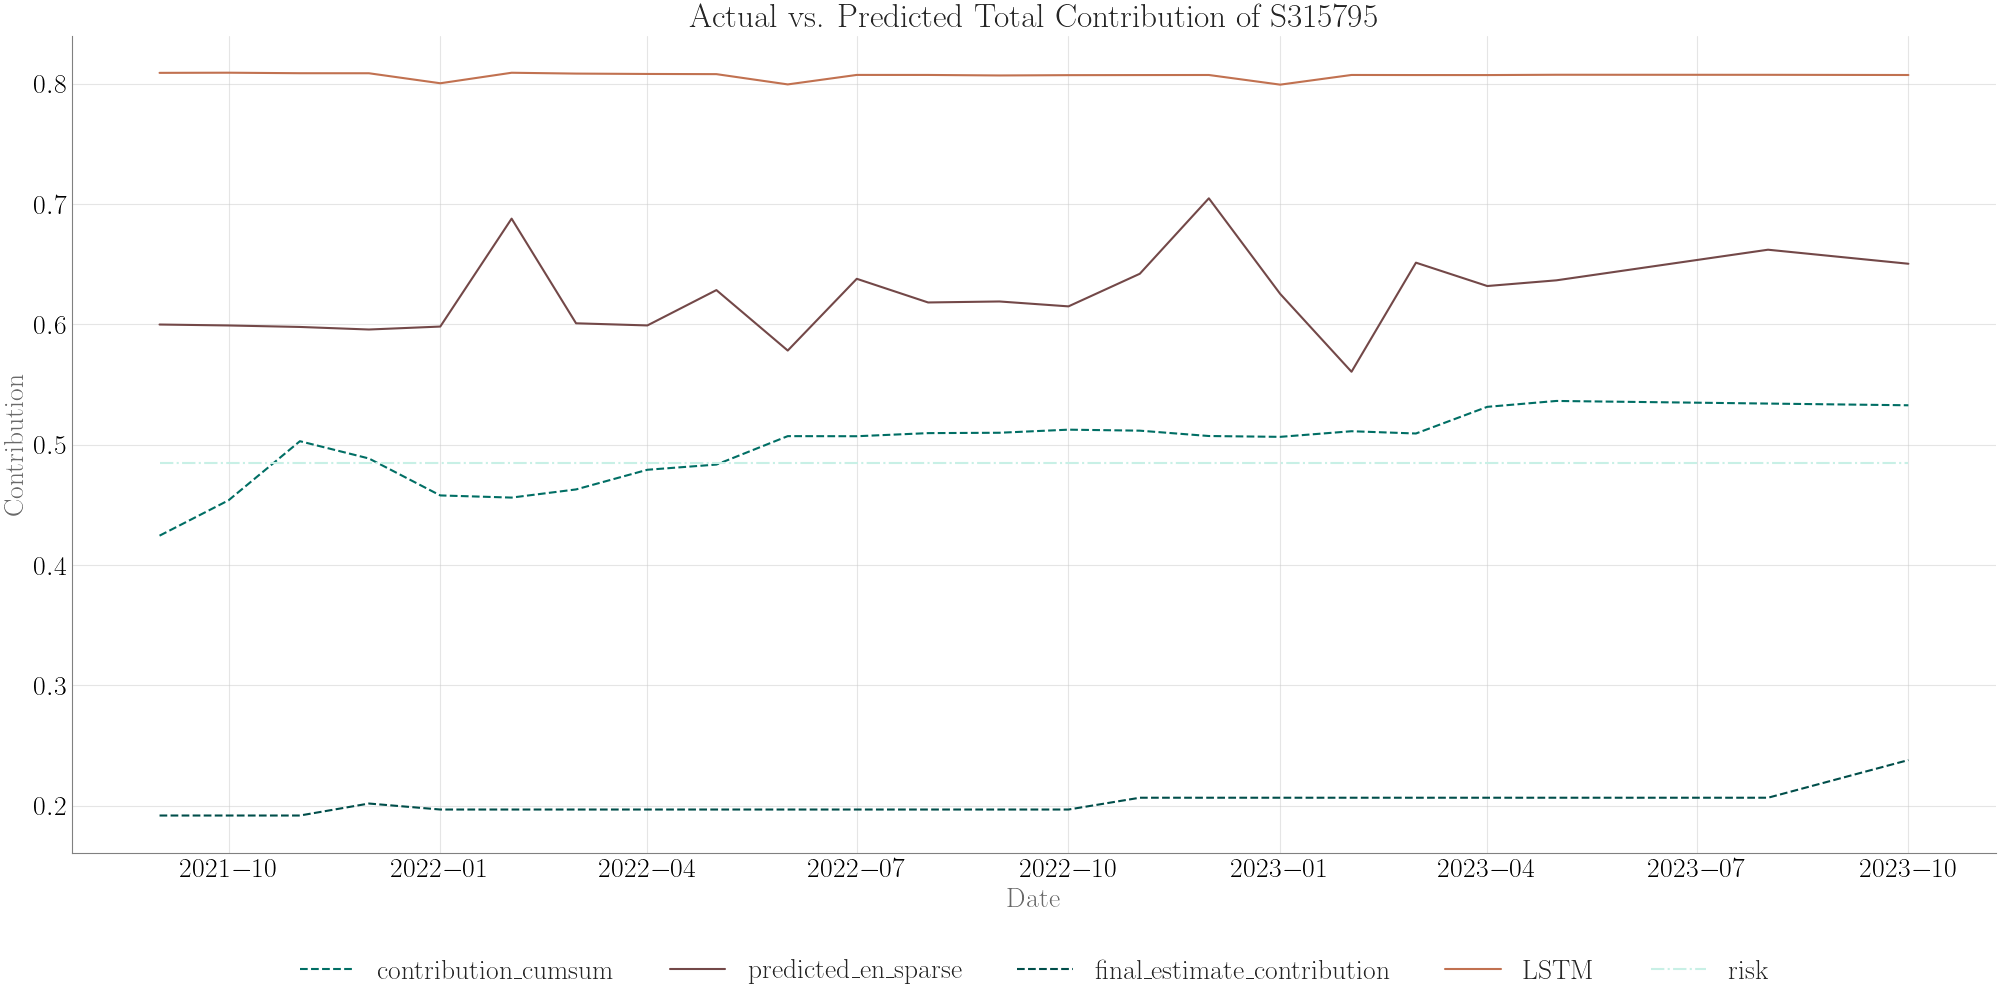 Actual vs. Predicted Total Contribution of S315795
Contribution
0.8
0.7
0.6
0.5
0.4
0.3
0.2
2021−10 2022−01 2022−04 2022−07 2022−10 2023−01 2023−04 2023−07 2023−10
Date
contribution_cumsum predicted_en_sparse final_estimate_contribution LSTM risk